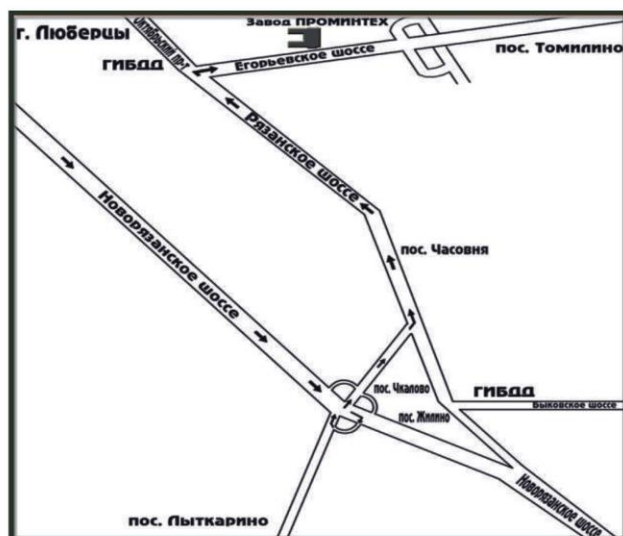 Завод ПРОМИНТЕХ
Октябрьский пр-т
г. Люберцы
Егорьевское шоссе
пос. Томилино
ГИБДД
Рязанское шоссе
Новорязанское шоссе
пос. Часовня
пос. Чкалово
ГИБДД
пос. Жилино
Быковское шоссе
Новорязанское шоссе
пос. Лыткарино